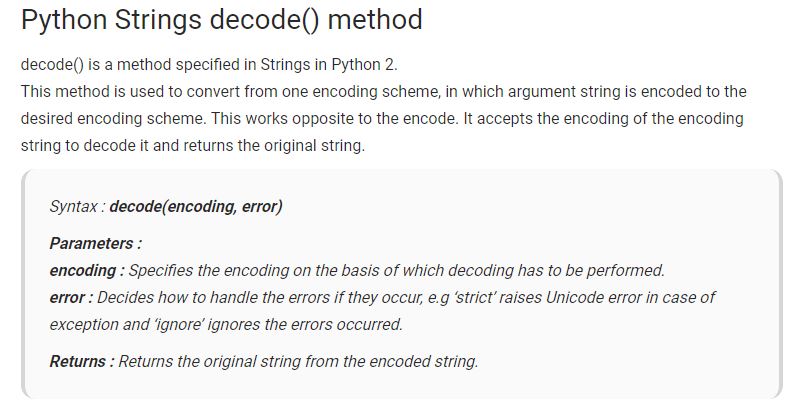 Python Strings decode() method
decode() is a method specified in Strings in Python 2.
This method is used to convert from one encoding scheme, in which argument string is encoded to the
desired encoding scheme. This works opposite to the encode. It accepts the encoding of the encoding
string to decode it and returns the original string.
Syntax : decode(encoding, error)
Parameters :
encoding : Specifies the encoding on the basis of which decoding has to be performed.
error : Decides how to handle the errors if they occur, e.g ‘strict’ raises Unicode error in case of
exception and ‘ignore’ ignores the errors occurred.
Returns : Returns the original string from the encoded string.